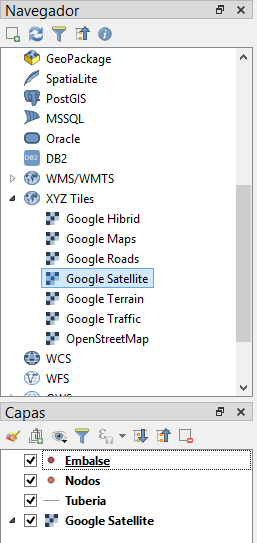 Navegador
GeoPackage
SpatiaLite
PostGIS
MSSQL
Oracle
DB2
DB2
WMS/WMTS
XYZ Tiles
Google Hibrid
Google Maps
Google Roads
Google Satellite
Google Terrain
Google Traffic
OpenStreetMap
WCS
WFS
Capas
Embalse
Nodos
Tuberia
Google Satellite